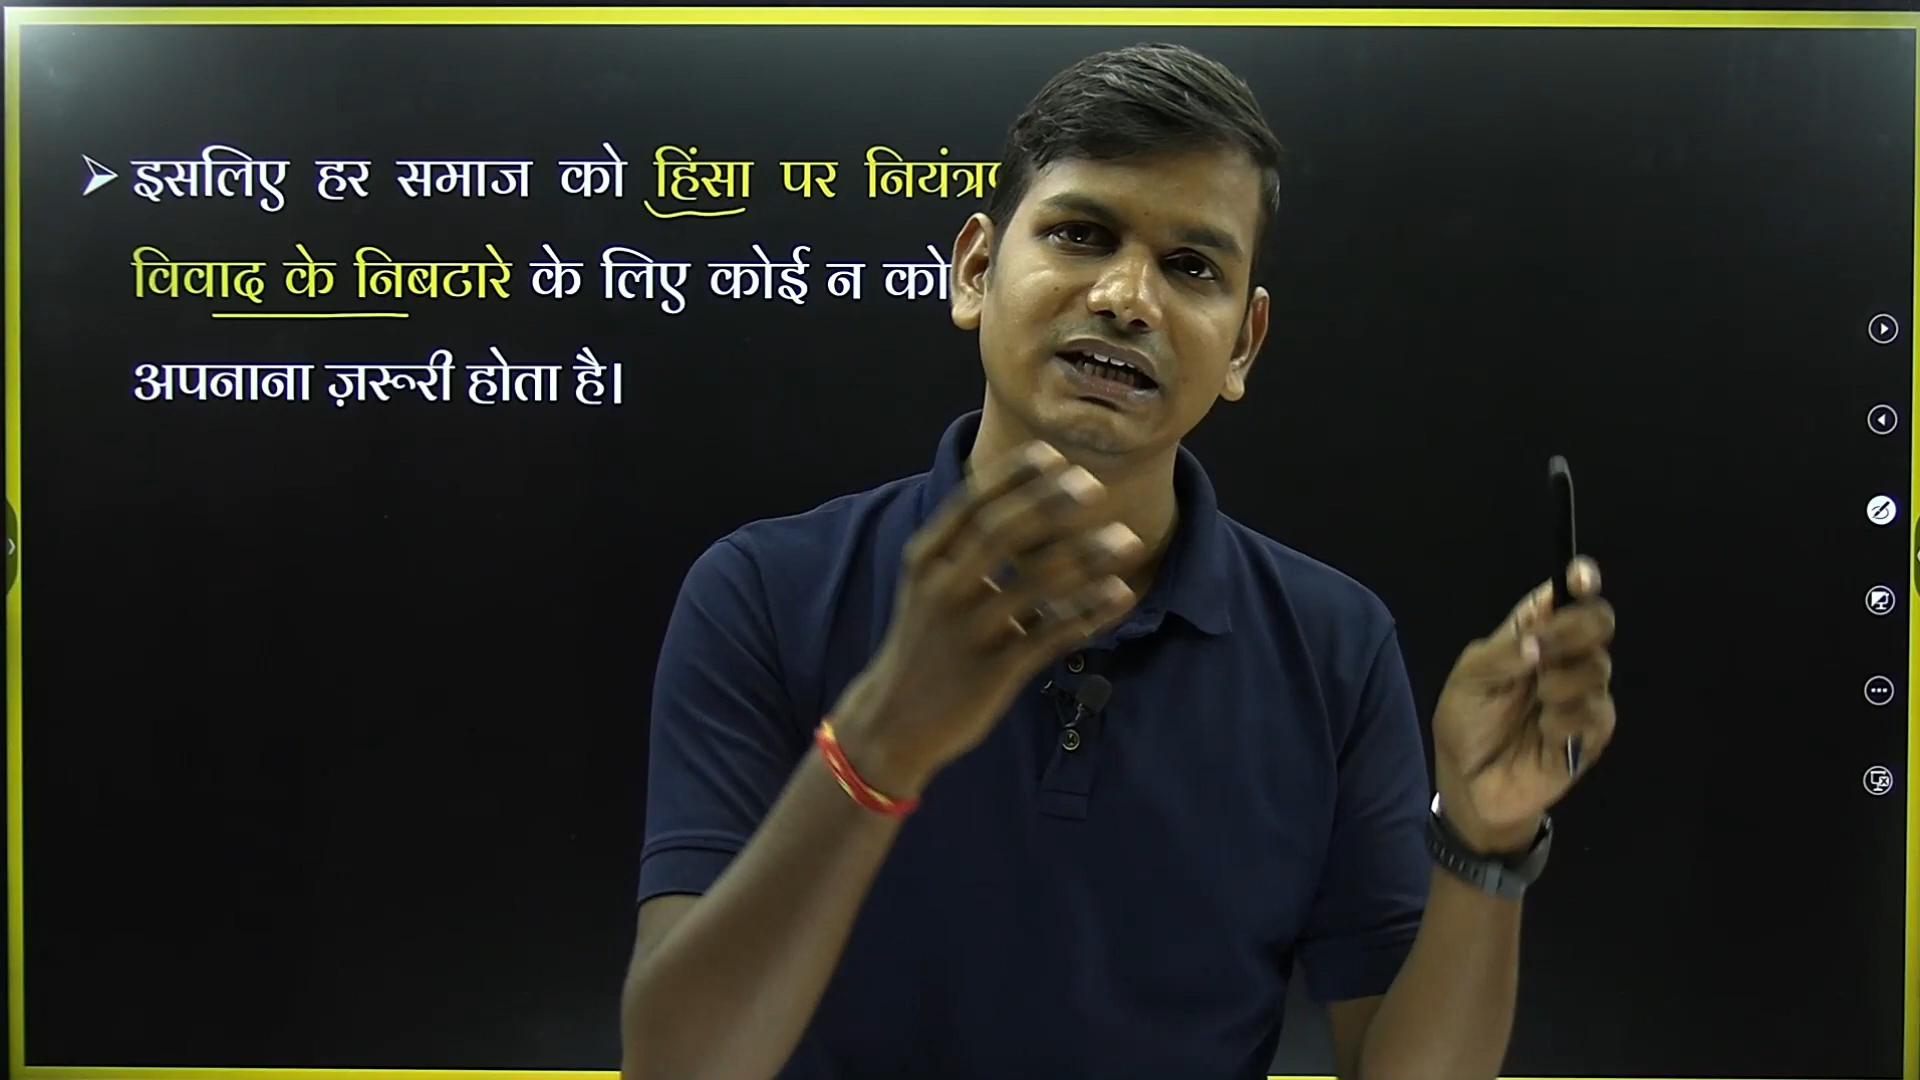 इसलिए हर समाज को हिंसा पर
विवाद के निबटारे के लिए कोई न
अपनाना ज़रूरी होता है।